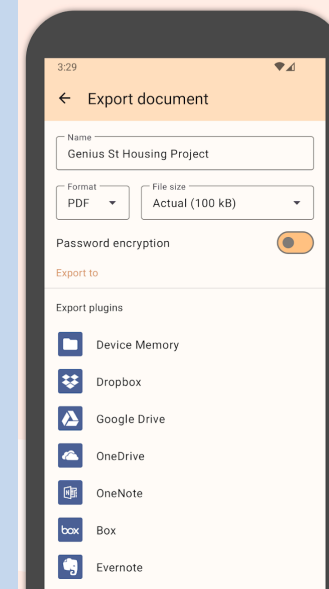 3:29
Export document
Name
Genius St Housing Project
Format
File size
PDF
Actual (100 kB)
Password encryption
Export to
Export plugins
Device Memory
Dropbox
Google Drive
OneDrive
OneNote
box
Box
Evernote